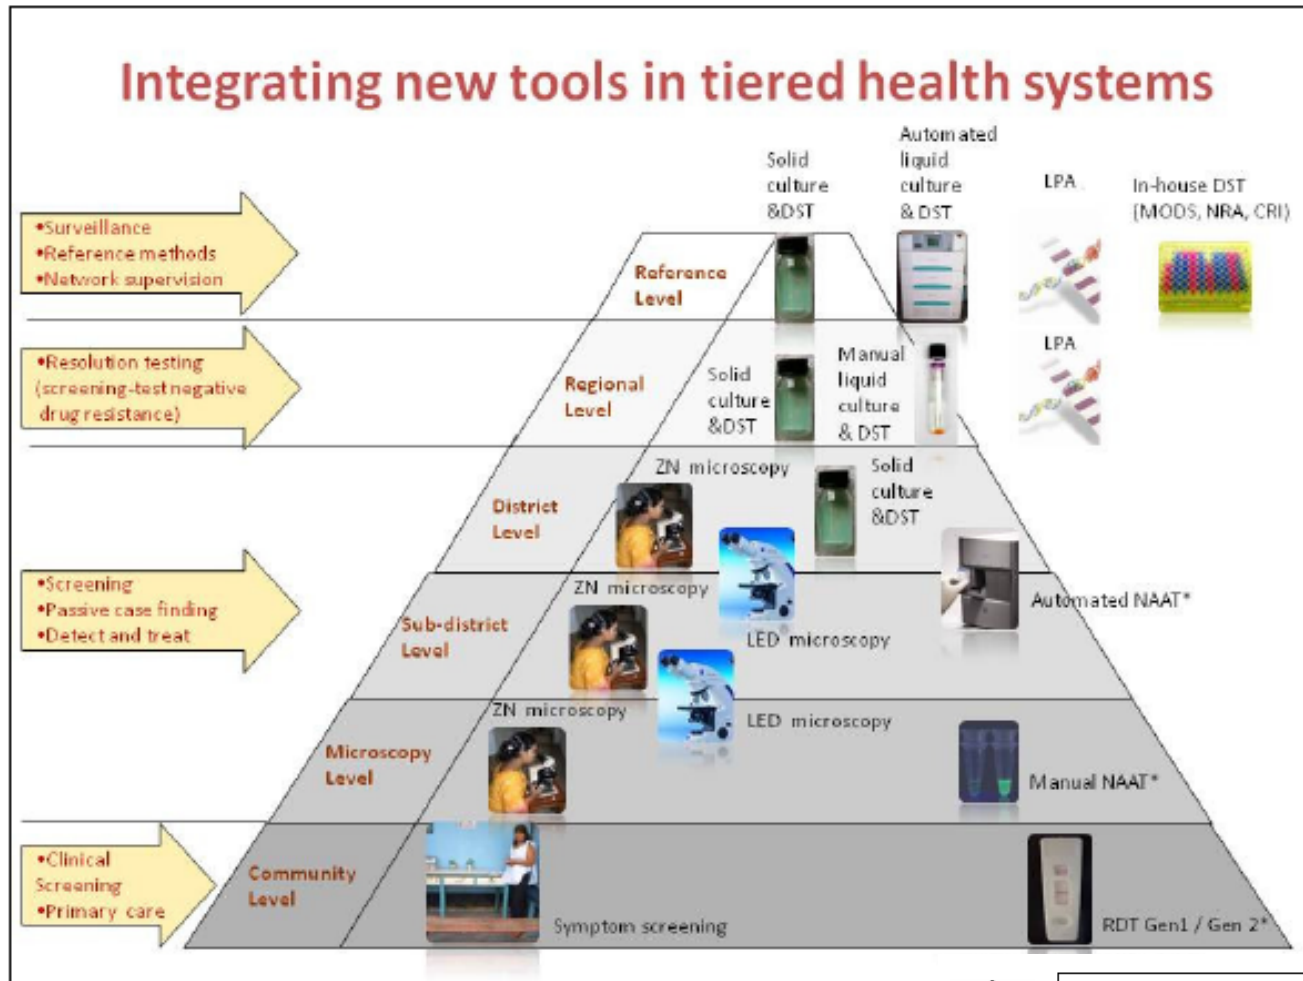 Integrating new tools in tiered health systems
•Surveillance
•Reference methods
•Network supervision
Reference
Level
Solid
culture
&DST
Automated
liquid
culture
& DST
LPA
In-house DST
(MODS, NRA, CRI)
•Resolution testing
(screening-test negative
drug resistance)
Regional
Level
Solid
culture
&DST
Manual
liquid
culture
& DST
LPA
District
Level
ZN microscopy
Solid
culture
&DST
•Screening
•Passive case finding
•Detect and treat
Sub-district
Level
ZN microscopy
LED microscopy
Automated NAAT*
Microscopy
Level
ZN microscopy
LED microscopy
Manual NAAT*
•Clinical
Screening
•Primary care
Community
Level
Symptom screening
RDT Gen1 / Gen 2*